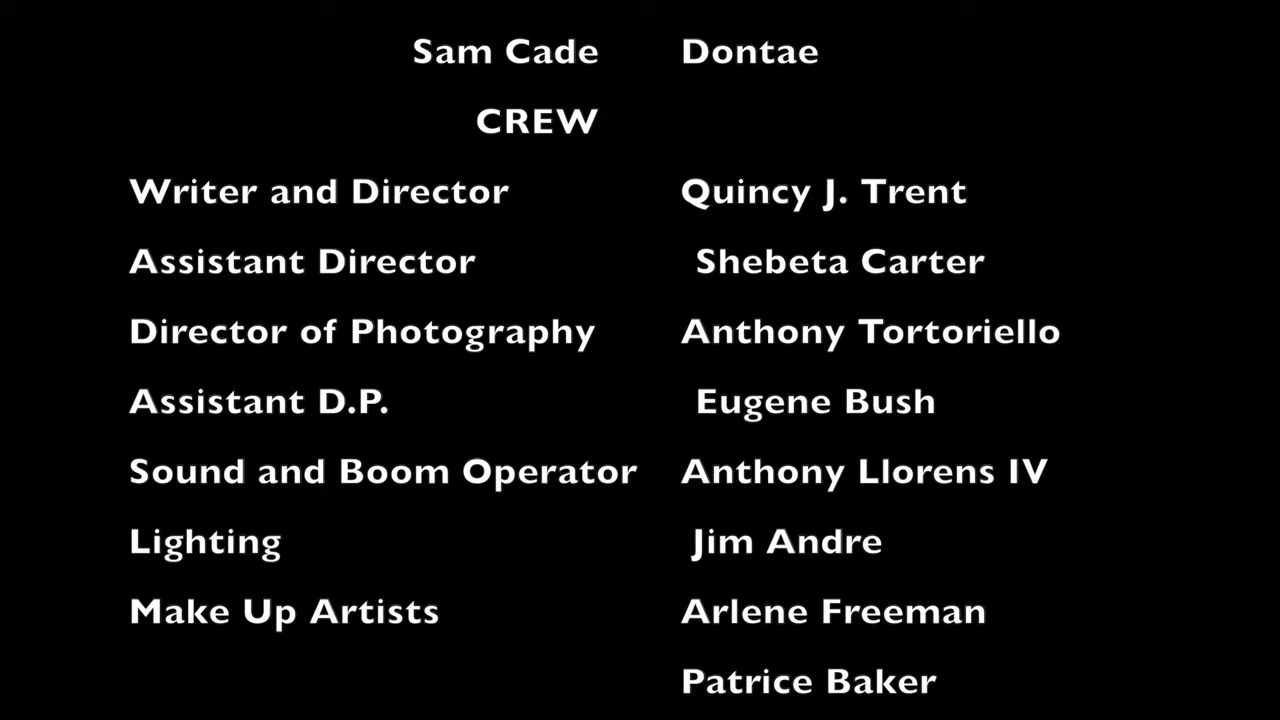 Sam Cade Dontae
CREW
Writer and Director Quincy J. Trent
Assistant Director Shebeta Carter
Director of Photography Anthony Tortoriello
Assistant D.P. Eugene Bush
Sound and Boom Operator Anthony Llorens IV
Lighting Jim Andre
Make Up Artists Arlene Freeman
Patrice Baker